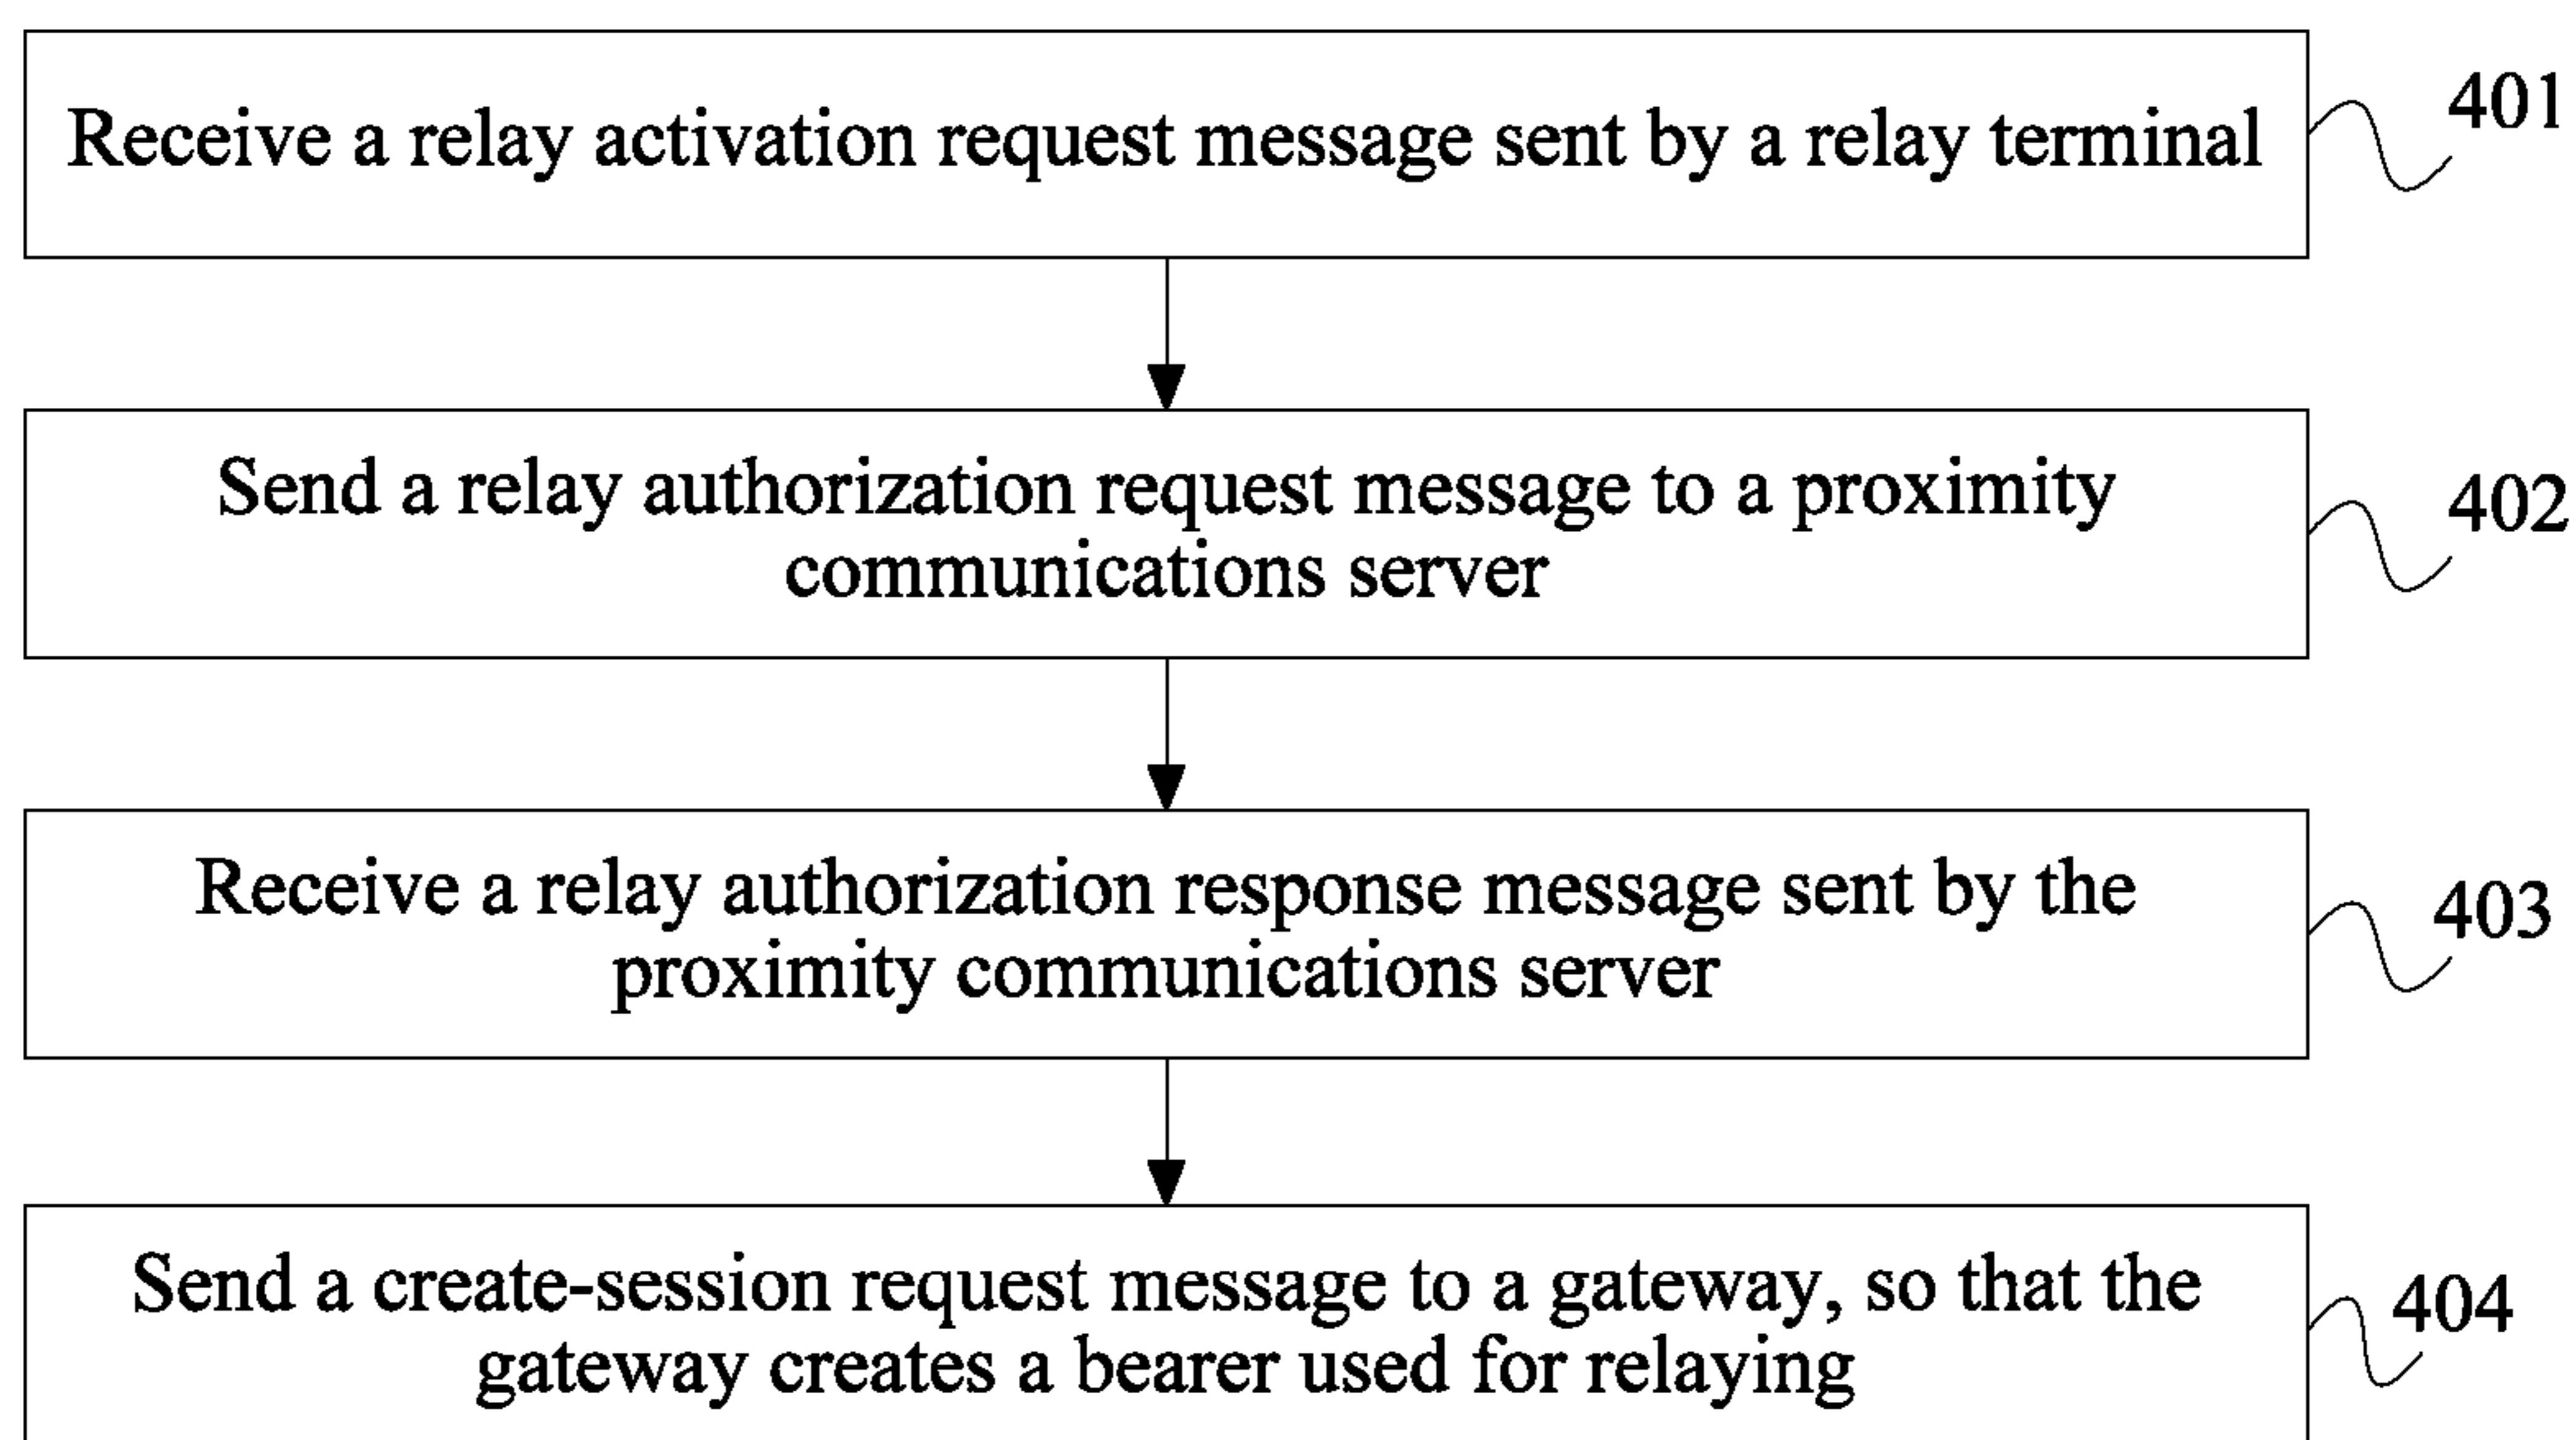 Receive a relay activation request message sent by a relay terminal
401
Send a relay authorization request message to a proximity
communications server
402
Receive a relay authorization response message sent by the
proximity communications server
403
Send a create-session request message to a gateway, so that the
gateway creates a bearer used for relaying
404